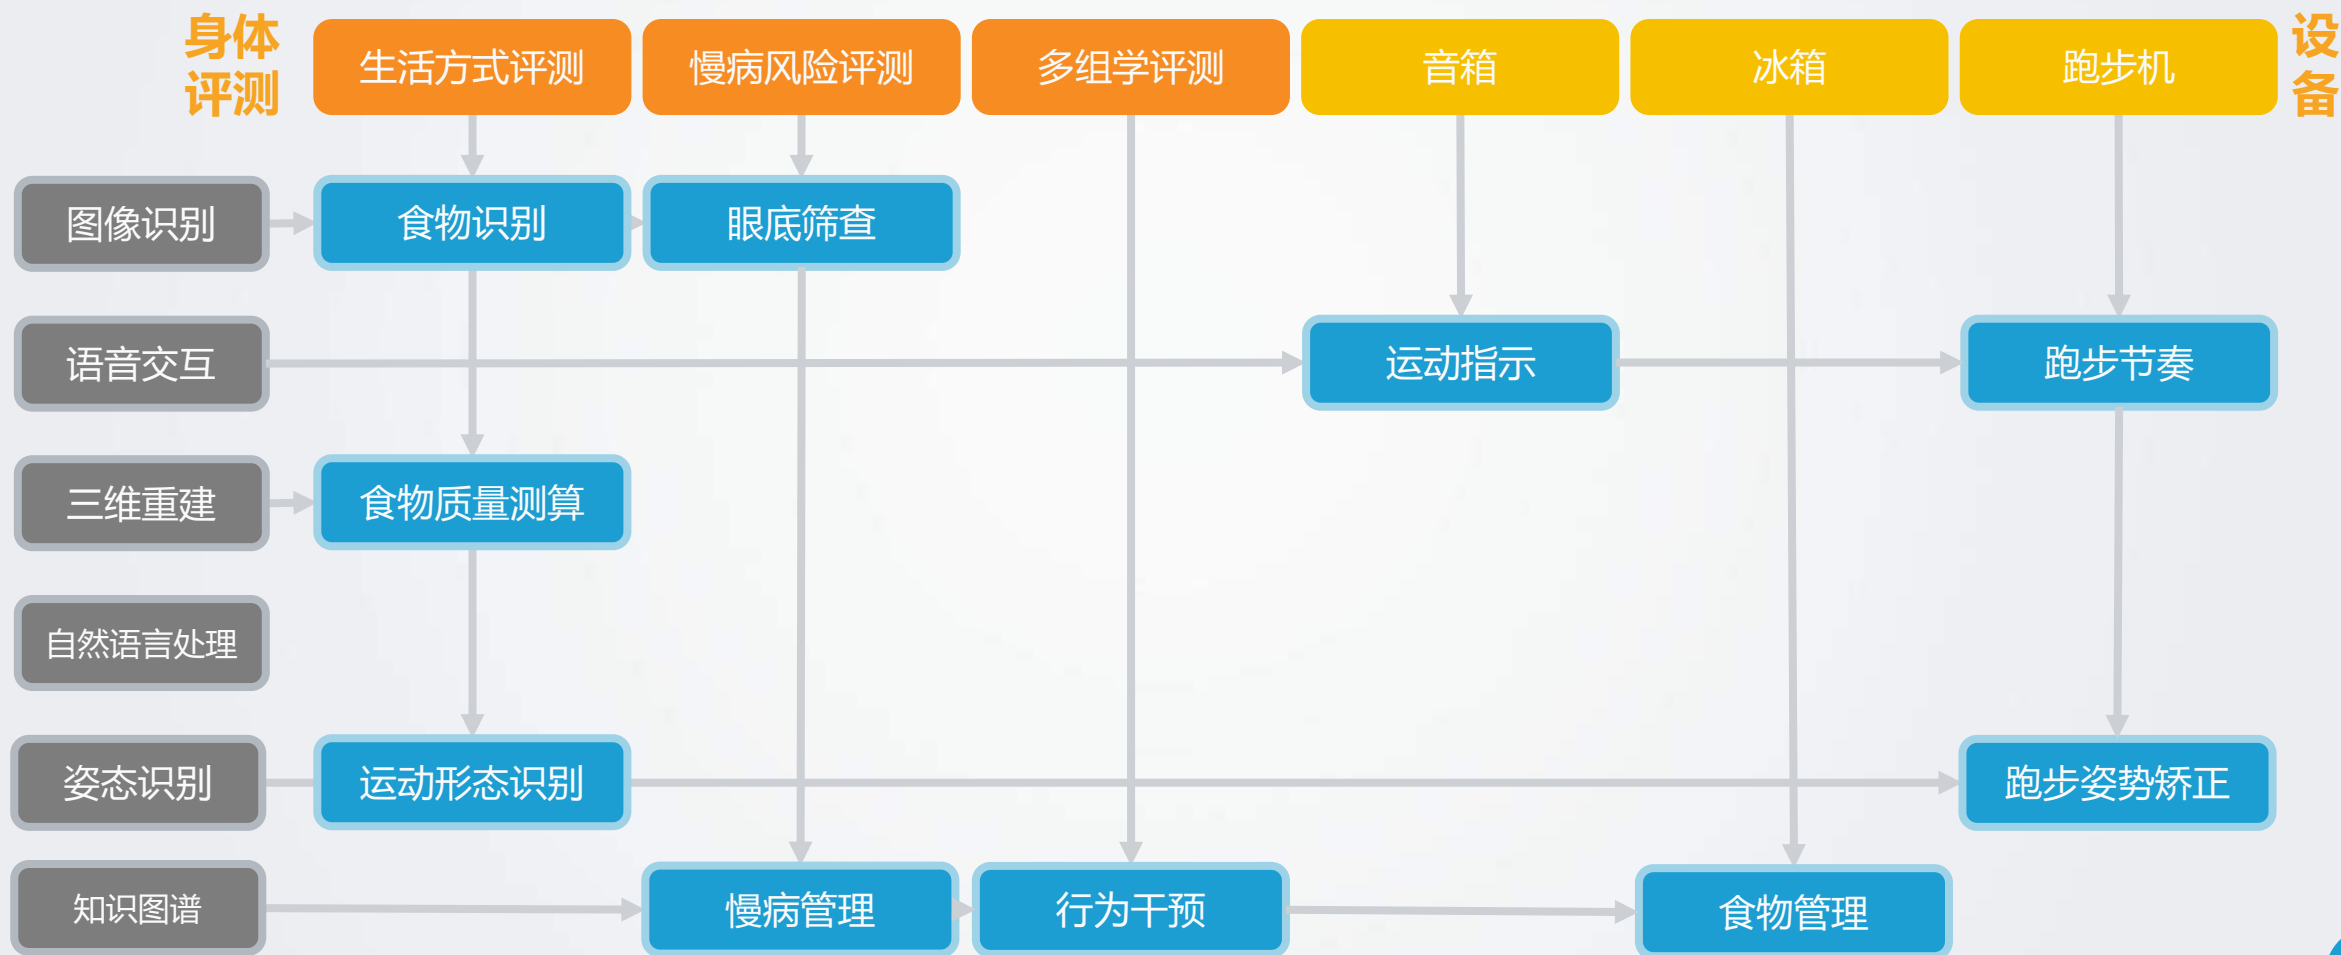 身体
评测
生活方式评测
慢病风险评测
多组学评测
音箱
冰箱
跑步机
设
备
图像识别
食物识别
眼底筛查
语音交互
运动指示
跑步节奏
三维重建
食物质量测算
自然语言处理
姿态识别
运动形态识别
跑步姿势矫正
知识图谱
慢病管理
行为干预
食物管理